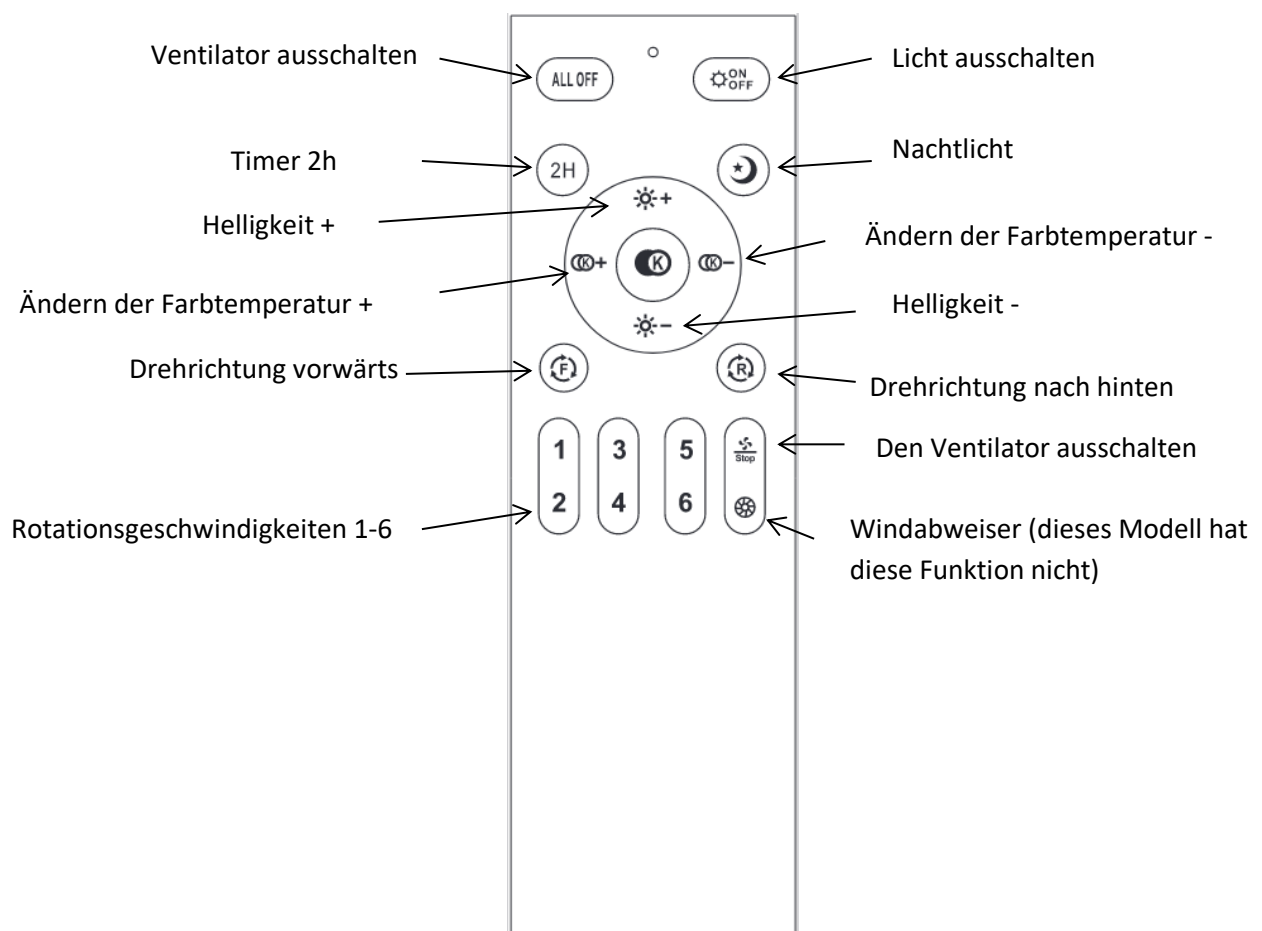 Ventilator ausschalten
Licht ausschalten
ALL OFF
ON
OFF
Timer 2h
Nachtlicht
2H
Helligkeit +
+
Ändern der Farbtemperatur -
K+
K
K-
Ändern der Farbtemperatur +
Helligkeit -
-
Drehrichtung vorwärts
F
R
Drehrichtung nach hinten
1
3
5
Stop
Den Ventilator ausschalten
2
4
6
Rotationsgeschwindigkeiten 1-6
Windabweiser (dieses Modell hat
diese Funktion nicht)